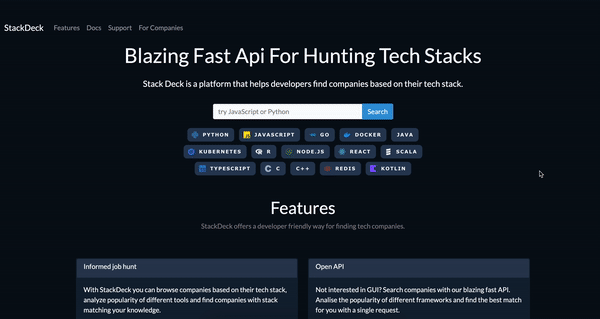 StackDeck Features Docs Support For Companies
Blazing Fast Api For Hunting Tech Stacks
Stack Deck is a platform that helps developers find companies based on their tech stack.
try JavaScript or Python Search
PYTHON JAVASCRIPT GO DOCKER JAVA
KUBERNETES R NODE.JS REACT SCALA
TYPESCRIPT C C++ REDIS KOTLIN
Features
StackDeck offers a developer friendly way for finding tech companies.
Informed job hunt
With StackDeck you can browse companies based on their tech stack,
analyze popularity of different tools and find companies with stack
matching your knowledge.
Open API
Not interested in GUI? Search companies with our blazing fast API.
Analise the popularity of different frameworks and find the best match
for you with a single request.